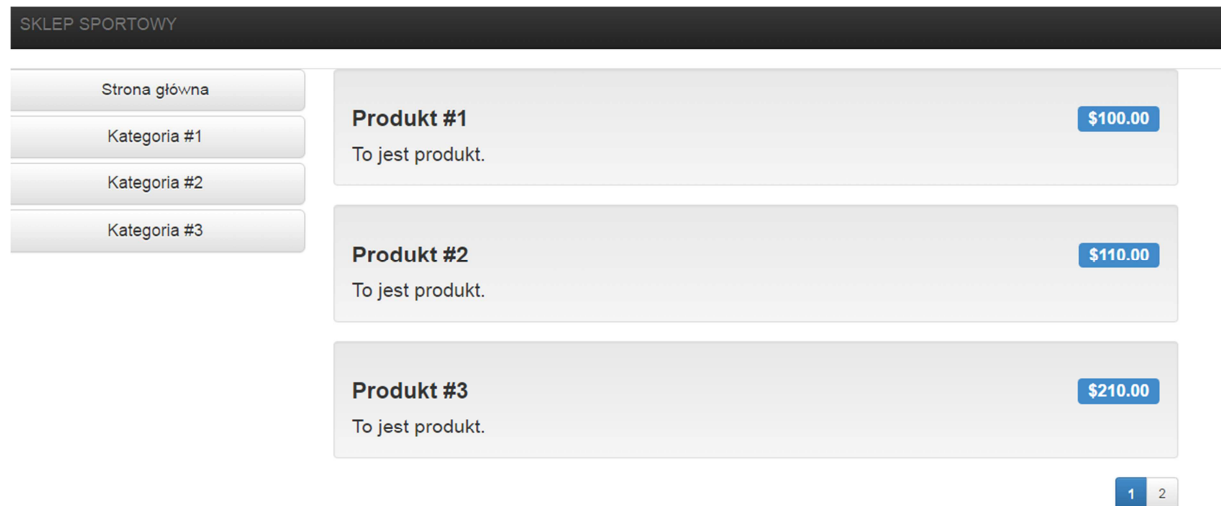 SKLEP SPORTOWY
Strona główna
Kategoria #1
Kategoria #2
Kategoria #3
Produkt #1 $100.00
To jest produkt.
Produkt #2 $110.00
To jest produkt.
Produkt #3 $210.00
To jest produkt.
1 2